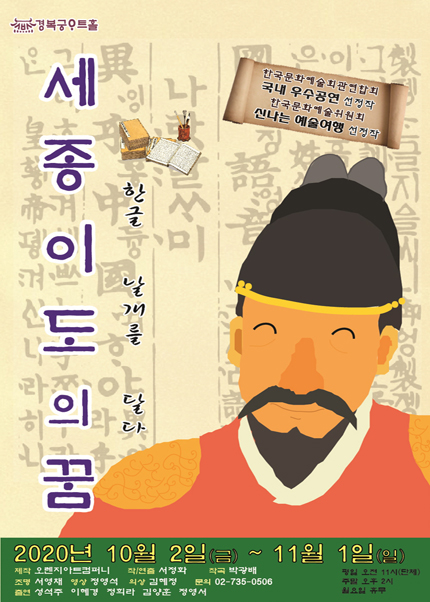 경복궁아트홀
한국문화예술회관연합회
국내 우수공연 선정작
한국문화예술위원회
신나는 예술여행 선정작
세종이도의꿈
한글 날개를 달다
2020년 10월 2일(금) ~ 11월 1일(일)
제작 오렌지아트컴퍼니 작/연출 서정화 작곡 박광배
조명 서영재 영상 정영석 의상 김혜정 문의 02-735-0506
출연 성석주 이혜경 정희라 김양훈 정영서
평일 오전 11시(단체)
주말 오후 2시
월요일 휴무